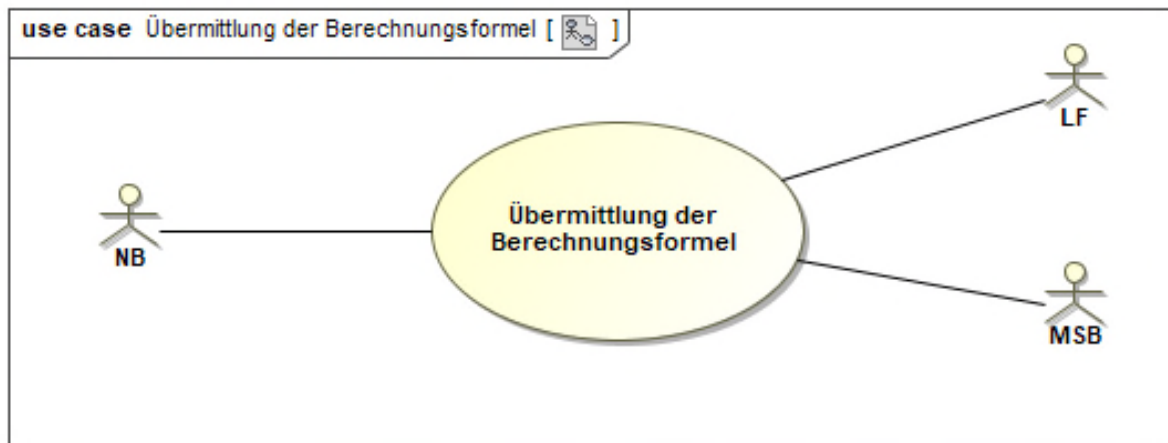 use case Übermittlung der Berechnungsformel [ ]
LF
Übermittlung der
Berechnungsformel
NB
MSB